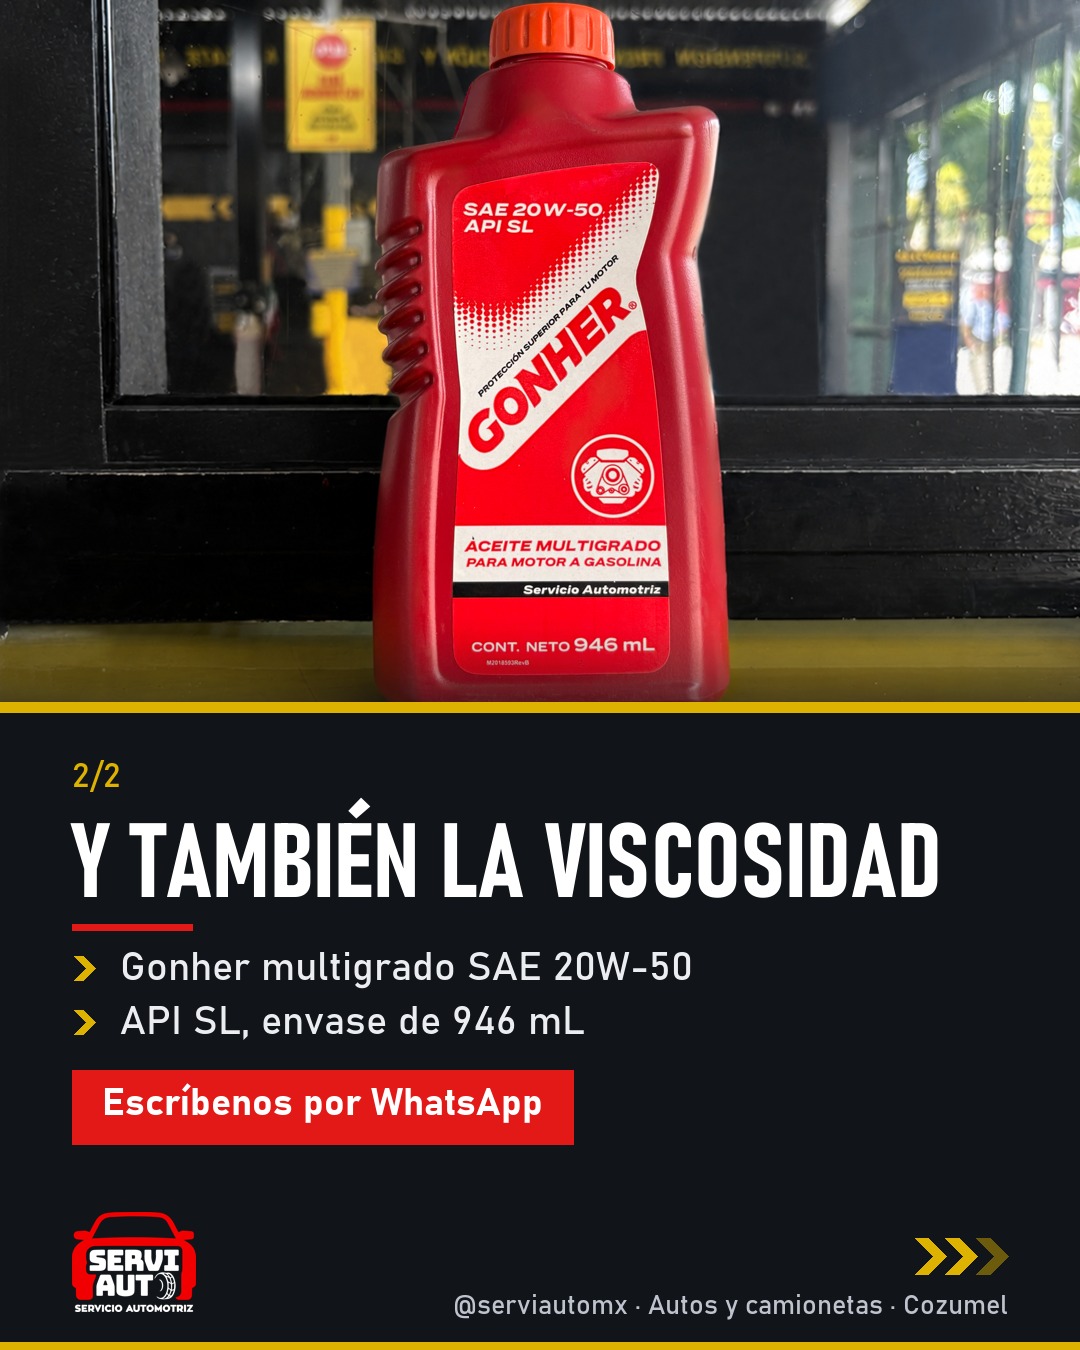 SAE 20W-50
API SL
PROTECCIÓN SUPERIOR PARA TU MOTOR
GONHER®
ACEITE MULTIGRADO
PARA MOTOR A GASOLINA
Servicio Automotriz
CONT. NETO 946 mL
2/2
Y TAMBIÉN LA VISCOSIDAD
Gonher multigrado SAE 20W-50
API SL, envase de 946 mL
Escríbenos por WhatsApp
SERVI
AUTO
SERVICIO AUTOMOTRIZ
@serviautomx · Autos y camionetas · Cozumel